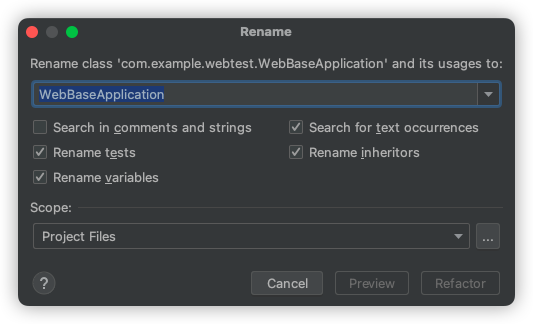 Rename
Rename class 'com.example.webtest.WebBaseApplication' and its usages to:
WebBaseApplication
Search in comments and strings
Search for text occurrences
Rename tests
Rename inheritors
Rename variables
Scope:
Project Files
...
?
Cancel
Preview
Refactor